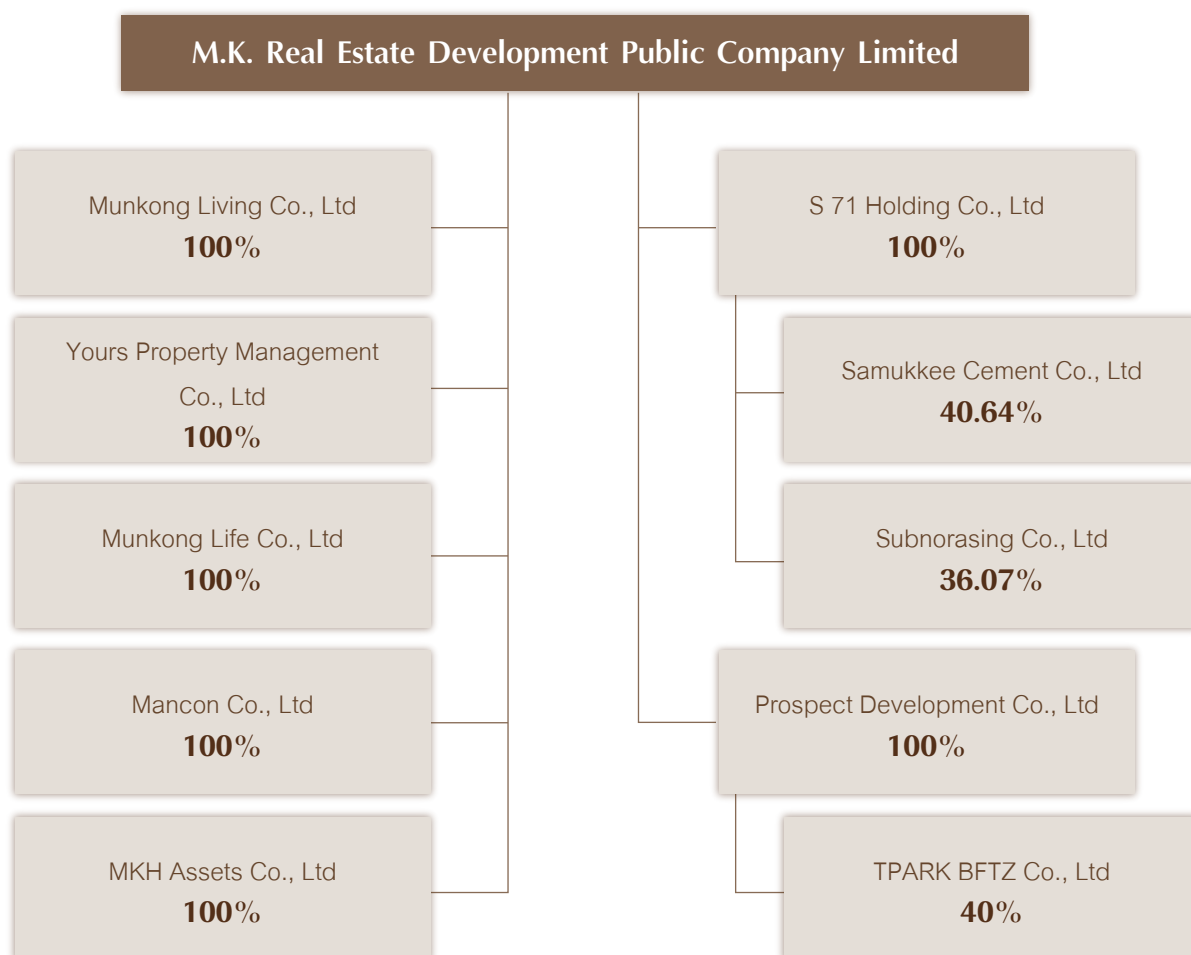 M.K. Real Estate Development Public Company Limited
Munkong Living Co., Ltd
100%
Yours Property Management
Co., Ltd
100%
Munkong Life Co., Ltd
100%
Mancon Co., Ltd
100%
MKH Assets Co., Ltd
100%
S 71 Holding Co., Ltd
100%
Samukkee Cement Co., Ltd
40.64%
Subnorasing Co., Ltd
36.07%
Prospect Development Co., Ltd
100%
TPARK BFTZ Co., Ltd
40%